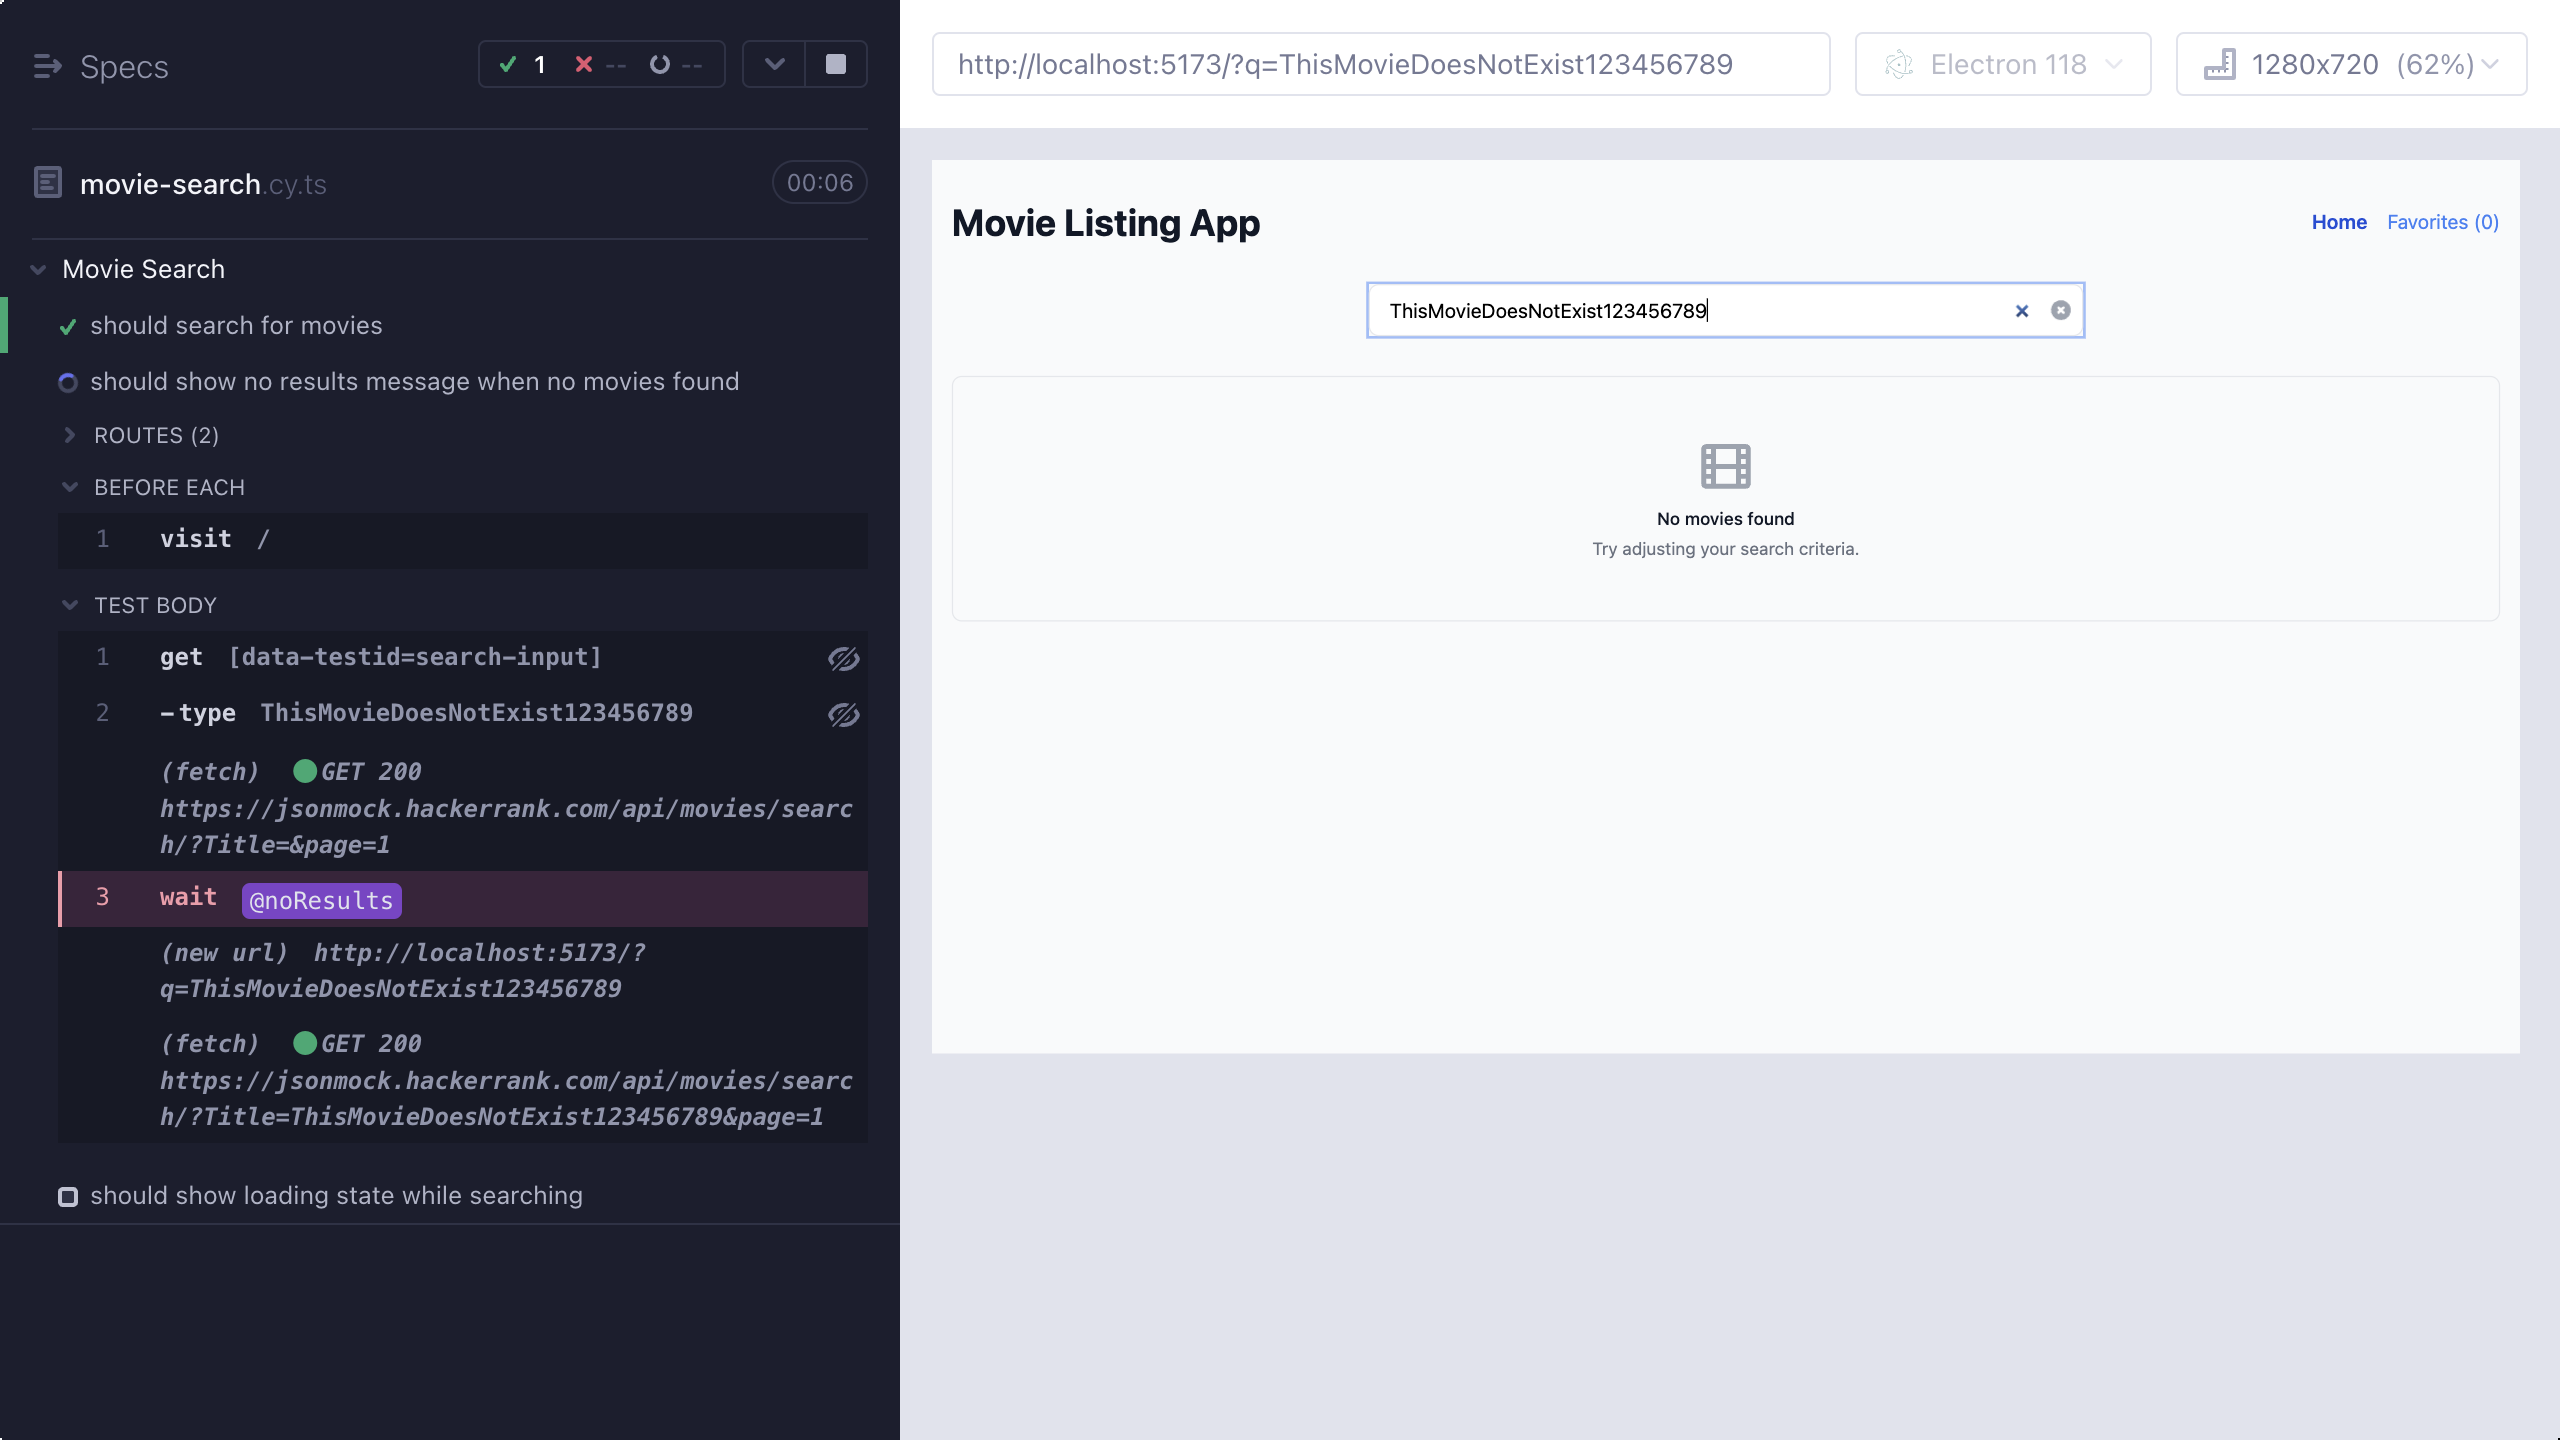 Specs
1 -- --
movie-search.cy.ts
00:06
Movie Search
should search for movies
should show no results message when no movies found
ROUTES (2)
BEFORE EACH
1 visit /
TEST BODY
1 get [data-testid=search-input]
2 -type ThisMovieDoesNotExist123456789
(fetch) GET 200
https://jsonmock.hackerrank.com/api/movies/searc
h/?Title=&page=1
3 wait @noResults
(new url) http://localhost:5173/?
q=ThisMovieDoesNotExist123456789
(fetch) GET 200
https://jsonmock.hackerrank.com/api/movies/searc
h/?Title=ThisMovieDoesNotExist123456789&page=1
should show loading state while searching
http://localhost:5173/?q=ThisMovieDoesNotExist123456789
Electron 118
1280x720 (62%)
Movie Listing App
Home Favorites (0)
ThisMovieDoesNotExist123456789
No movies found
Try adjusting your search criteria.